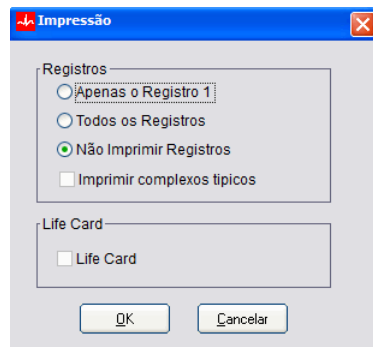 Impressão
Registros
Apenas o Registro 1
Todos os Registros
Não Imprimir Registros
Imprimir complexos tipicos
Life Card
Life Card
OK
Cancelar